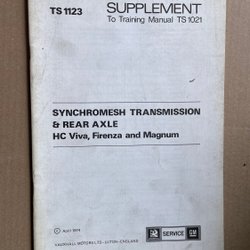 TS 1123
SUPPLEMENT
To Training Manual TS 1021
SYNCHROMESH TRANSMISSION
& REAR AXLE
HC Viva, Firenza and Magnum
SERVICE
GM
VAUXHALL MOTORS LTD - LUTON - ENGLAND